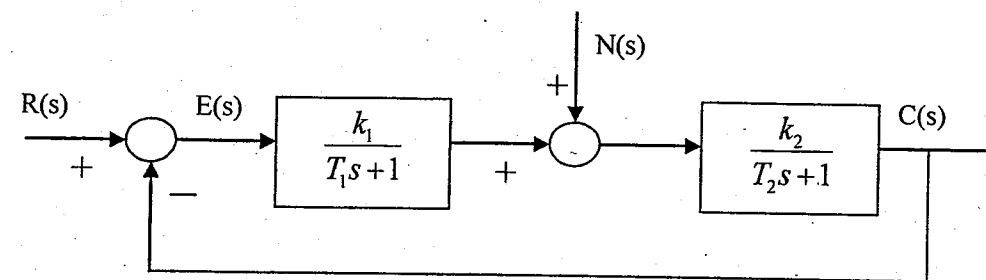 N(s)
+
R(s)
E(s)
C(s)
k₁
T₁s+1
k₂
T₂s+1
+
+
−